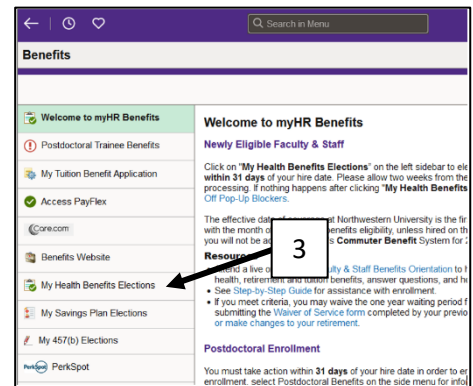 Search in Menu
Benefits
Welcome to myHR Benefits
Postdoctoral Trainee Benefits
My Tuition Benefit Application
Access PayFlex
Care.com
Benefits Website
My Health Benefits Elections
My Savings Plan Elections
My 457(b) Elections
PerkSpot PerkSpot
Welcome to myHR Benefits
Newly Eligible Faculty & Staff
Click on "My Health Benefits Elections" on the left sidebar to ele
within 31 days of your hire date. Please allow two weeks from the
processing. If nothing happens after clicking "My Health Benefits
Off Pop-Up Blockers.
The effective date of at Northwestern University is the fir
with the month o enefits eligibility, unless hired on th
you will not be ac s Commuter Benefit System for
Resources
end a live o ulty & Staff Benefits Orientation to h
health, retirement and tuition benefits, answer questions, and h
• See Step-by-Step Guide for assistance with enrollment.
• If you meet criteria, you may waive the one year waiting period f
submitting the Waiver of Service form completed by your previo
or make changes to your retirement.
3
Postdoctoral Enrollment
You must take action within 31 days of your hire date in order to e
enrollment, select Postdoctoral Benefits on the side menu for infor